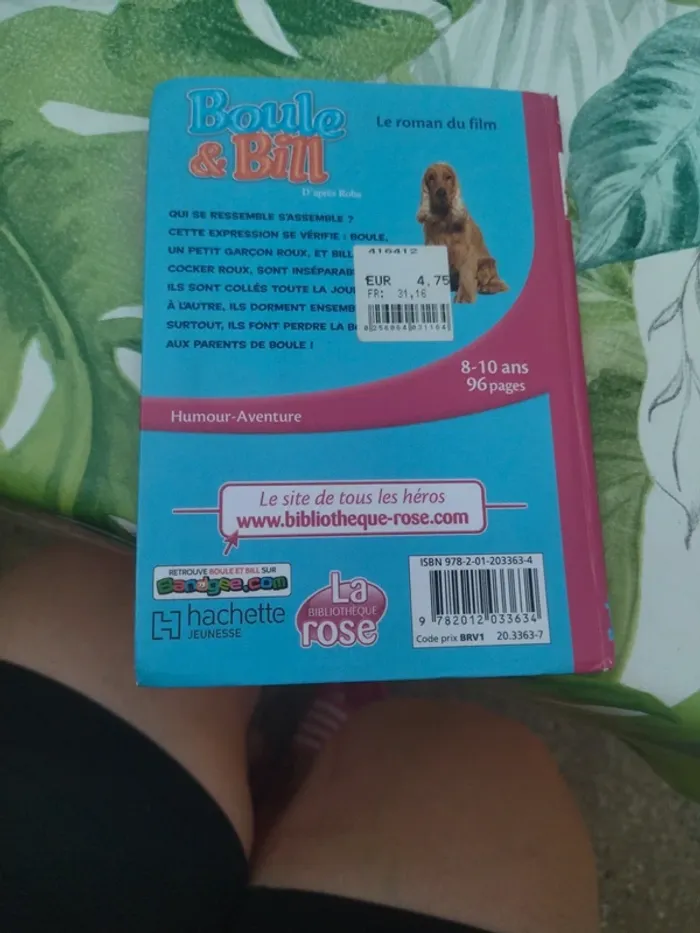 Boule
& Bill
Le roman du film
D'après Roba
QUI SE RESSEMBLE S'ASSEMBLE ?
CETTE EXPRESSION SE VÉRIFIE : BOULE,
UN PETIT GARÇON ROUX, ET BILL
COCKER ROUX, SONT INSÉPARAB
ILS SONT COLLÉS TOUTE LA JOU
À L'AUTRE, ILS DORMENT ENSEMB
SURTOUT, ILS FONT PERDRE LA B
AUX PARENTS DE BOULE !
416412
EUR 4,75
FR: 31,16
8-10 ans
96 pages
Humour-Aventure
Le site de tous les héros
www.bibliotheque-rose.com
RETROUVE BOULE ET BILL SUR
Bandgee.com
hachette
JEUNESSE
La
BIBLIOTHÈQUE
rose
ISBN 978-2-01-203363-4
9 782012 033634
Code prix BRV1 20.3363-7